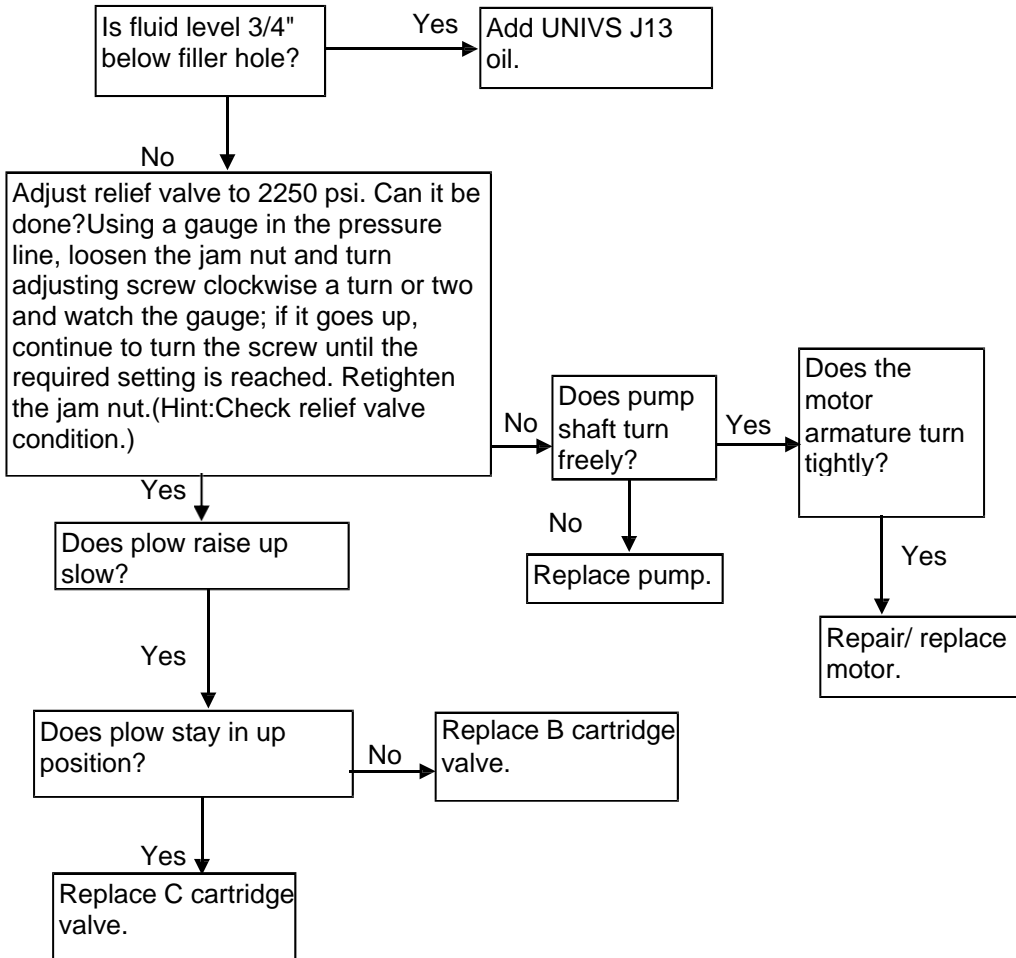 Is fluid level 3/4"
below filler hole?
Yes
Add UNIVS J13
oil.
No
Adjust relief valve to 2250 psi. Can it be
done?Using a gauge in the pressure
line, loosen the jam nut and turn
adjusting screw clockwise a turn or two
and watch the gauge; if it goes up,
continue to turn the screw until the
required setting is reached. Retighten
the jam nut.(Hint:Check relief valve
condition.)
No
Does pump
shaft turn
freely?
Yes
Does the
motor
armature turn
tightly?
Yes
Does plow raise up
slow?
No
Replace pump.
Yes
Repair/ replace
motor.
Yes
Does plow stay in up
position?
No
Replace B cartridge
valve.
Yes
Replace C cartridge
valve.